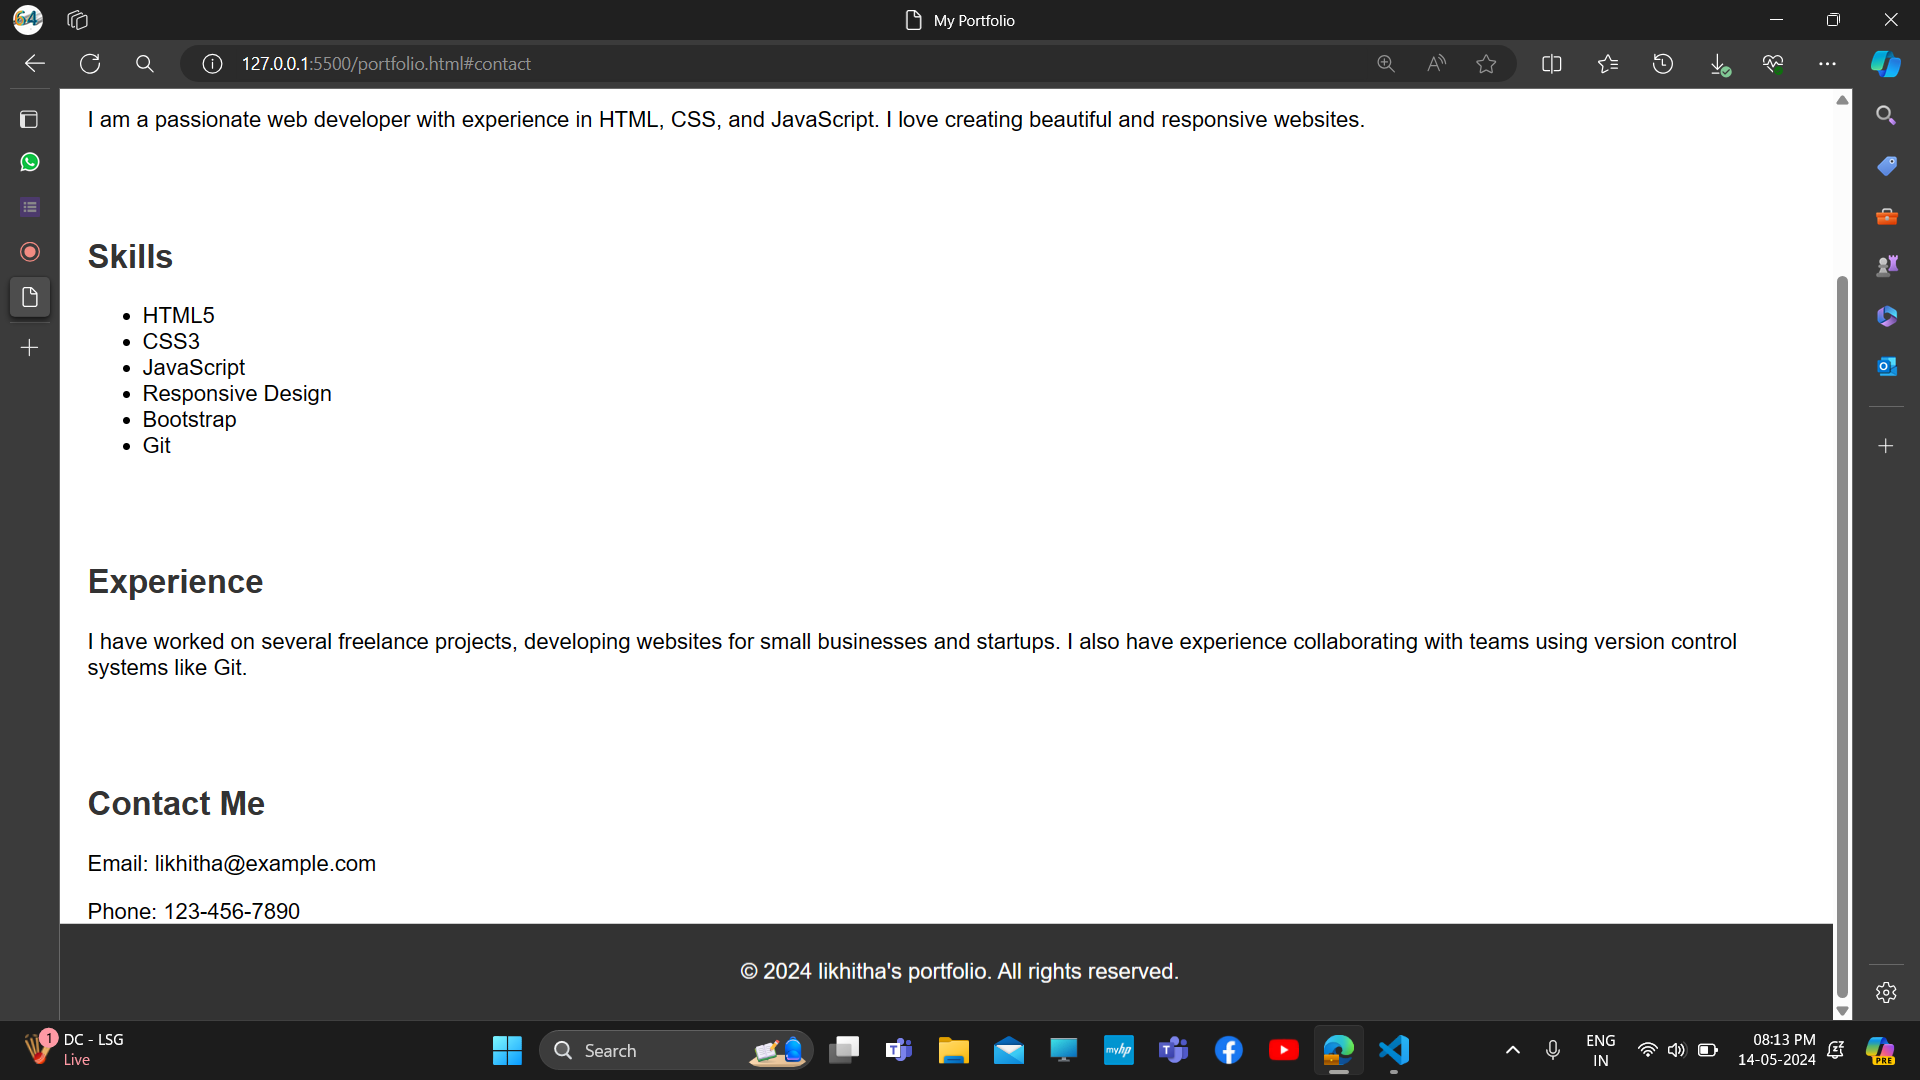 My Portfolio
127.0.0.1:5500/portfolio.html#contact
I am a passionate web developer with experience in HTML, CSS, and JavaScript. I love creating beautiful and responsive websites.
Skills
HTML5
CSS3
JavaScript
Responsive Design
Bootstrap
Git
Experience
I have worked on several freelance projects, developing websites for small businesses and startups. I also have experience collaborating with teams using version control
systems like Git.
Contact Me
Email: likhitha@example.com
Phone: 123-456-7890
© 2024 likhitha's portfolio. All rights reserved.
1
DC - LSG
Live
Search
myhp
ENG
IN
08:13 PM
14-05-2024
PRE